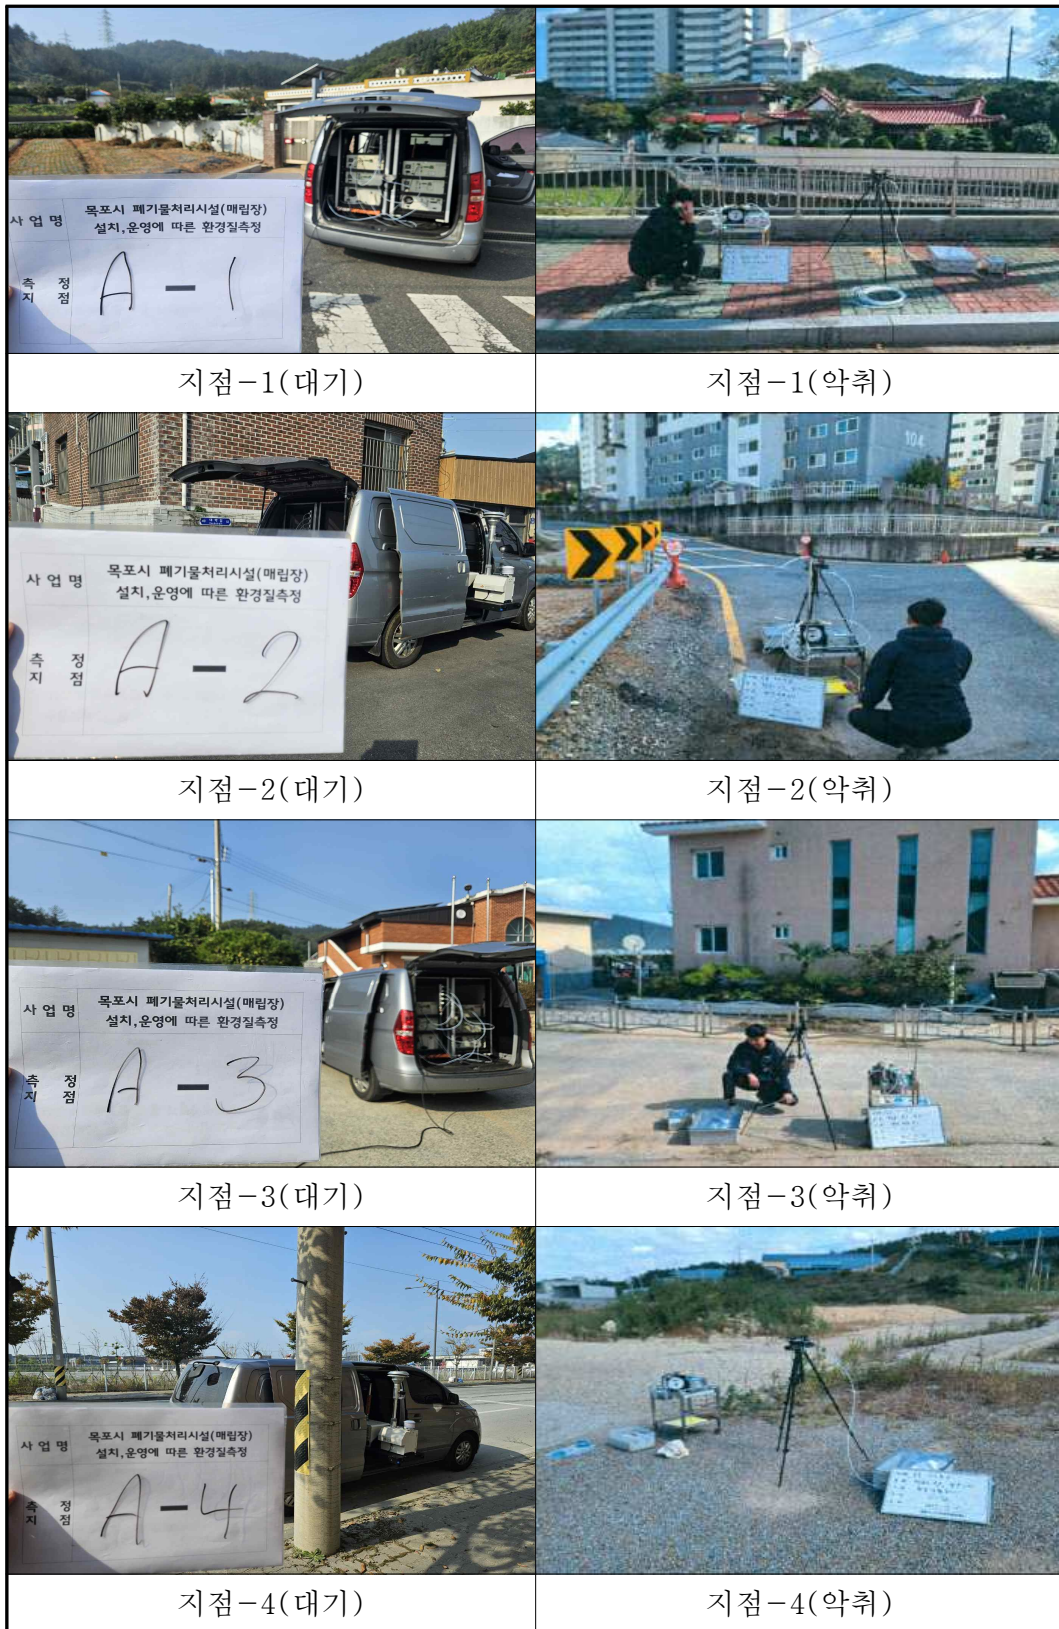 사 업 명
목포시 폐기물처리시설(매립장)
설치,운영에 따른 환경질측정
측 정
지 점
A - 1
지점-1(대기)
지점-1(악취)
사 업 명
목포시 폐기물처리시설(매립장)
설치,운영에 따른 환경질측정
측 정
지 점
A - 2
104
지점-2(대기)
지점-2(악취)
사 업 명
목포시 폐기물처리시설(매립장)
설치,운영에 따른 환경질측정
측 정
지 점
A - 3
지점-3(대기)
지점-3(악취)
사 업 명
목포시 폐기물처리시설(매립장)
설치,운영에 따른 환경질측정
측 정
지 점
A - 4
지점-4(대기)
지점-4(악취)